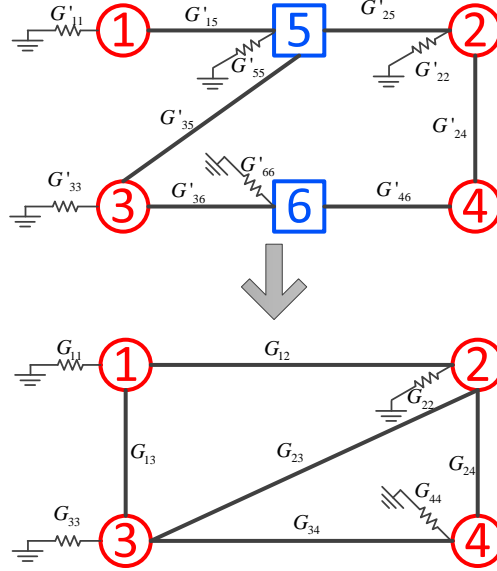 G'₁₁
1
G'₁₅
5
G'₂₅
2
G'₅₅
G'₂₂
G'₃₅
G'₂₄
G'₃₃
3
G'₃₆
G'₆₆
6
G'₄₆
4
G₁₁
1
G₁₂
2
G₂₂
G₁₃
G₂₃
G₂₄
G₃₃
3
G₃₄
G₄₄
4